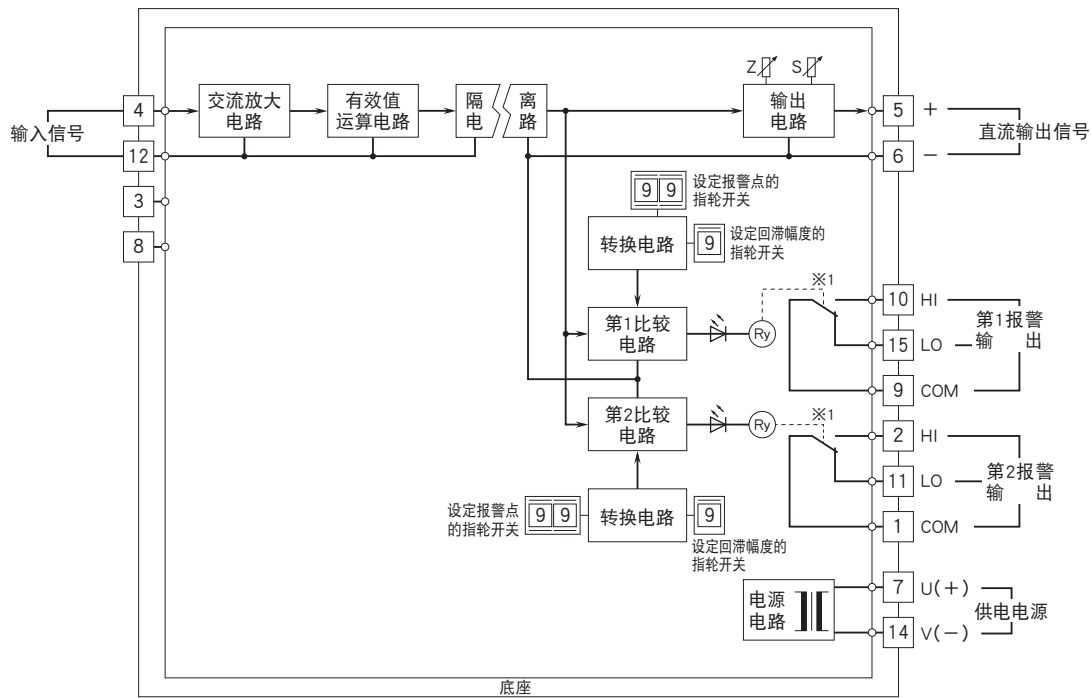 Z S
4 交流放大 有效值 隔 离 输出 5 +
电路 运算电路 电 路 电路
输入信号 直流输出信号
12 6 −
3
9 9 设定报警点的
指轮开关
8 转换电路 9 设定回滞幅度的
指轮开关
※1
10 HI
第1比较 Ry 第1报警
电路 15 LO 输 出
9 COM
※1
第2比较 Ry 2 HI
电路 第2报警
11 LO 输 出
设定报警点 9 9 转换电路 9
的指轮开关 1 COM
设定回滞幅度的
指轮开关
7 U(+)
电源 供电电源
电路 14 V(−)
底座